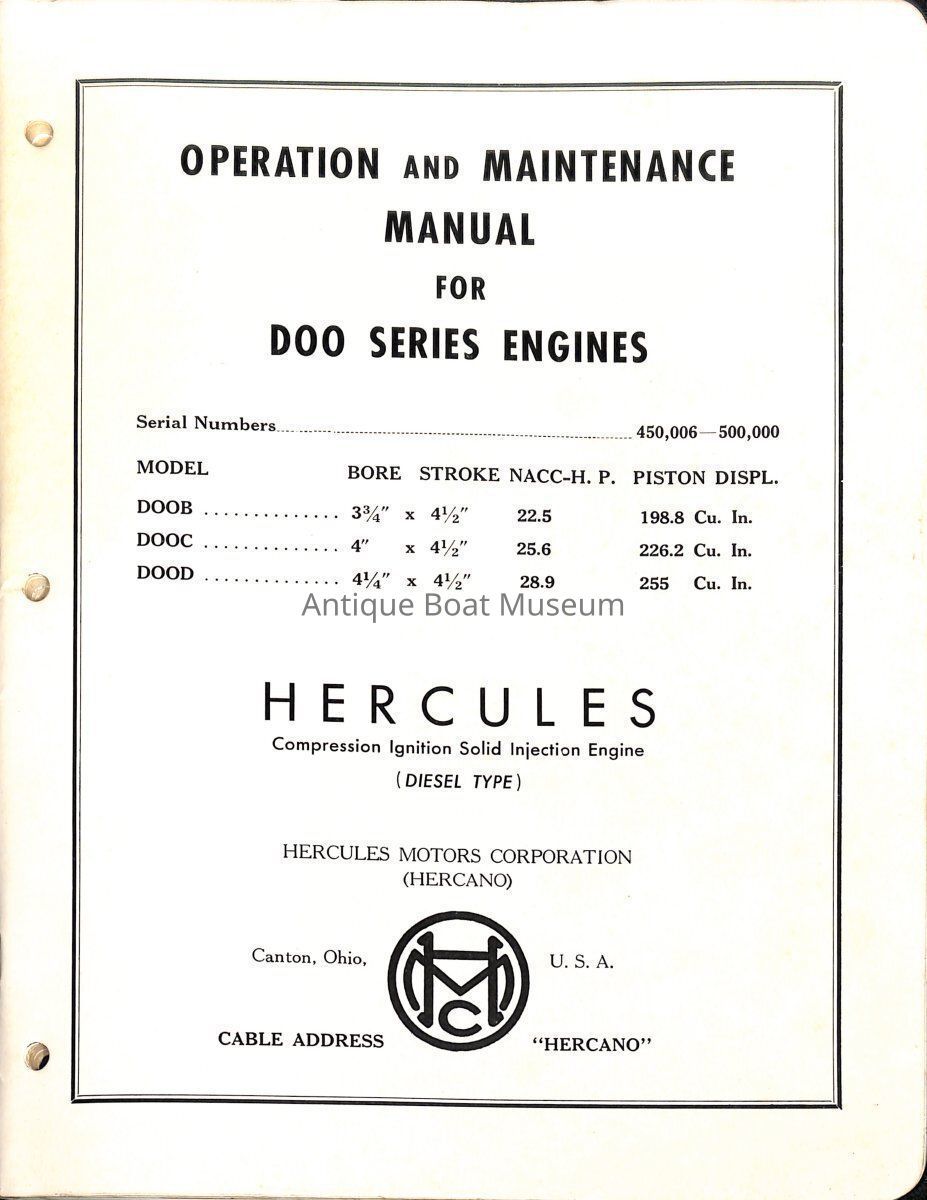 OPERATION AND MAINTENANCE
MANUAL
FOR
DOO SERIES ENGINES
Serial Numbers........................................................450,006—500,000
MODEL BORE STROKE NACC-H. P. PISTON DISPL.
DOOB .............. 3¾″ x 4½″ 22.5 198.8 Cu. In.
DOOC .............. 4″ x 4½″ 25.6 226.2 Cu. In.
DOOD .............. 4¼″ x 4½″ 28.9 255 Cu. In.
Antique Boat Museum
HERCULES
Compression Ignition Solid Injection Engine
(DIESEL TYPE)
HERCULES MOTORS CORPORATION
(HERCANO)
Canton, Ohio, U. S. A.
HMC
CABLE ADDRESS "HERCANO"